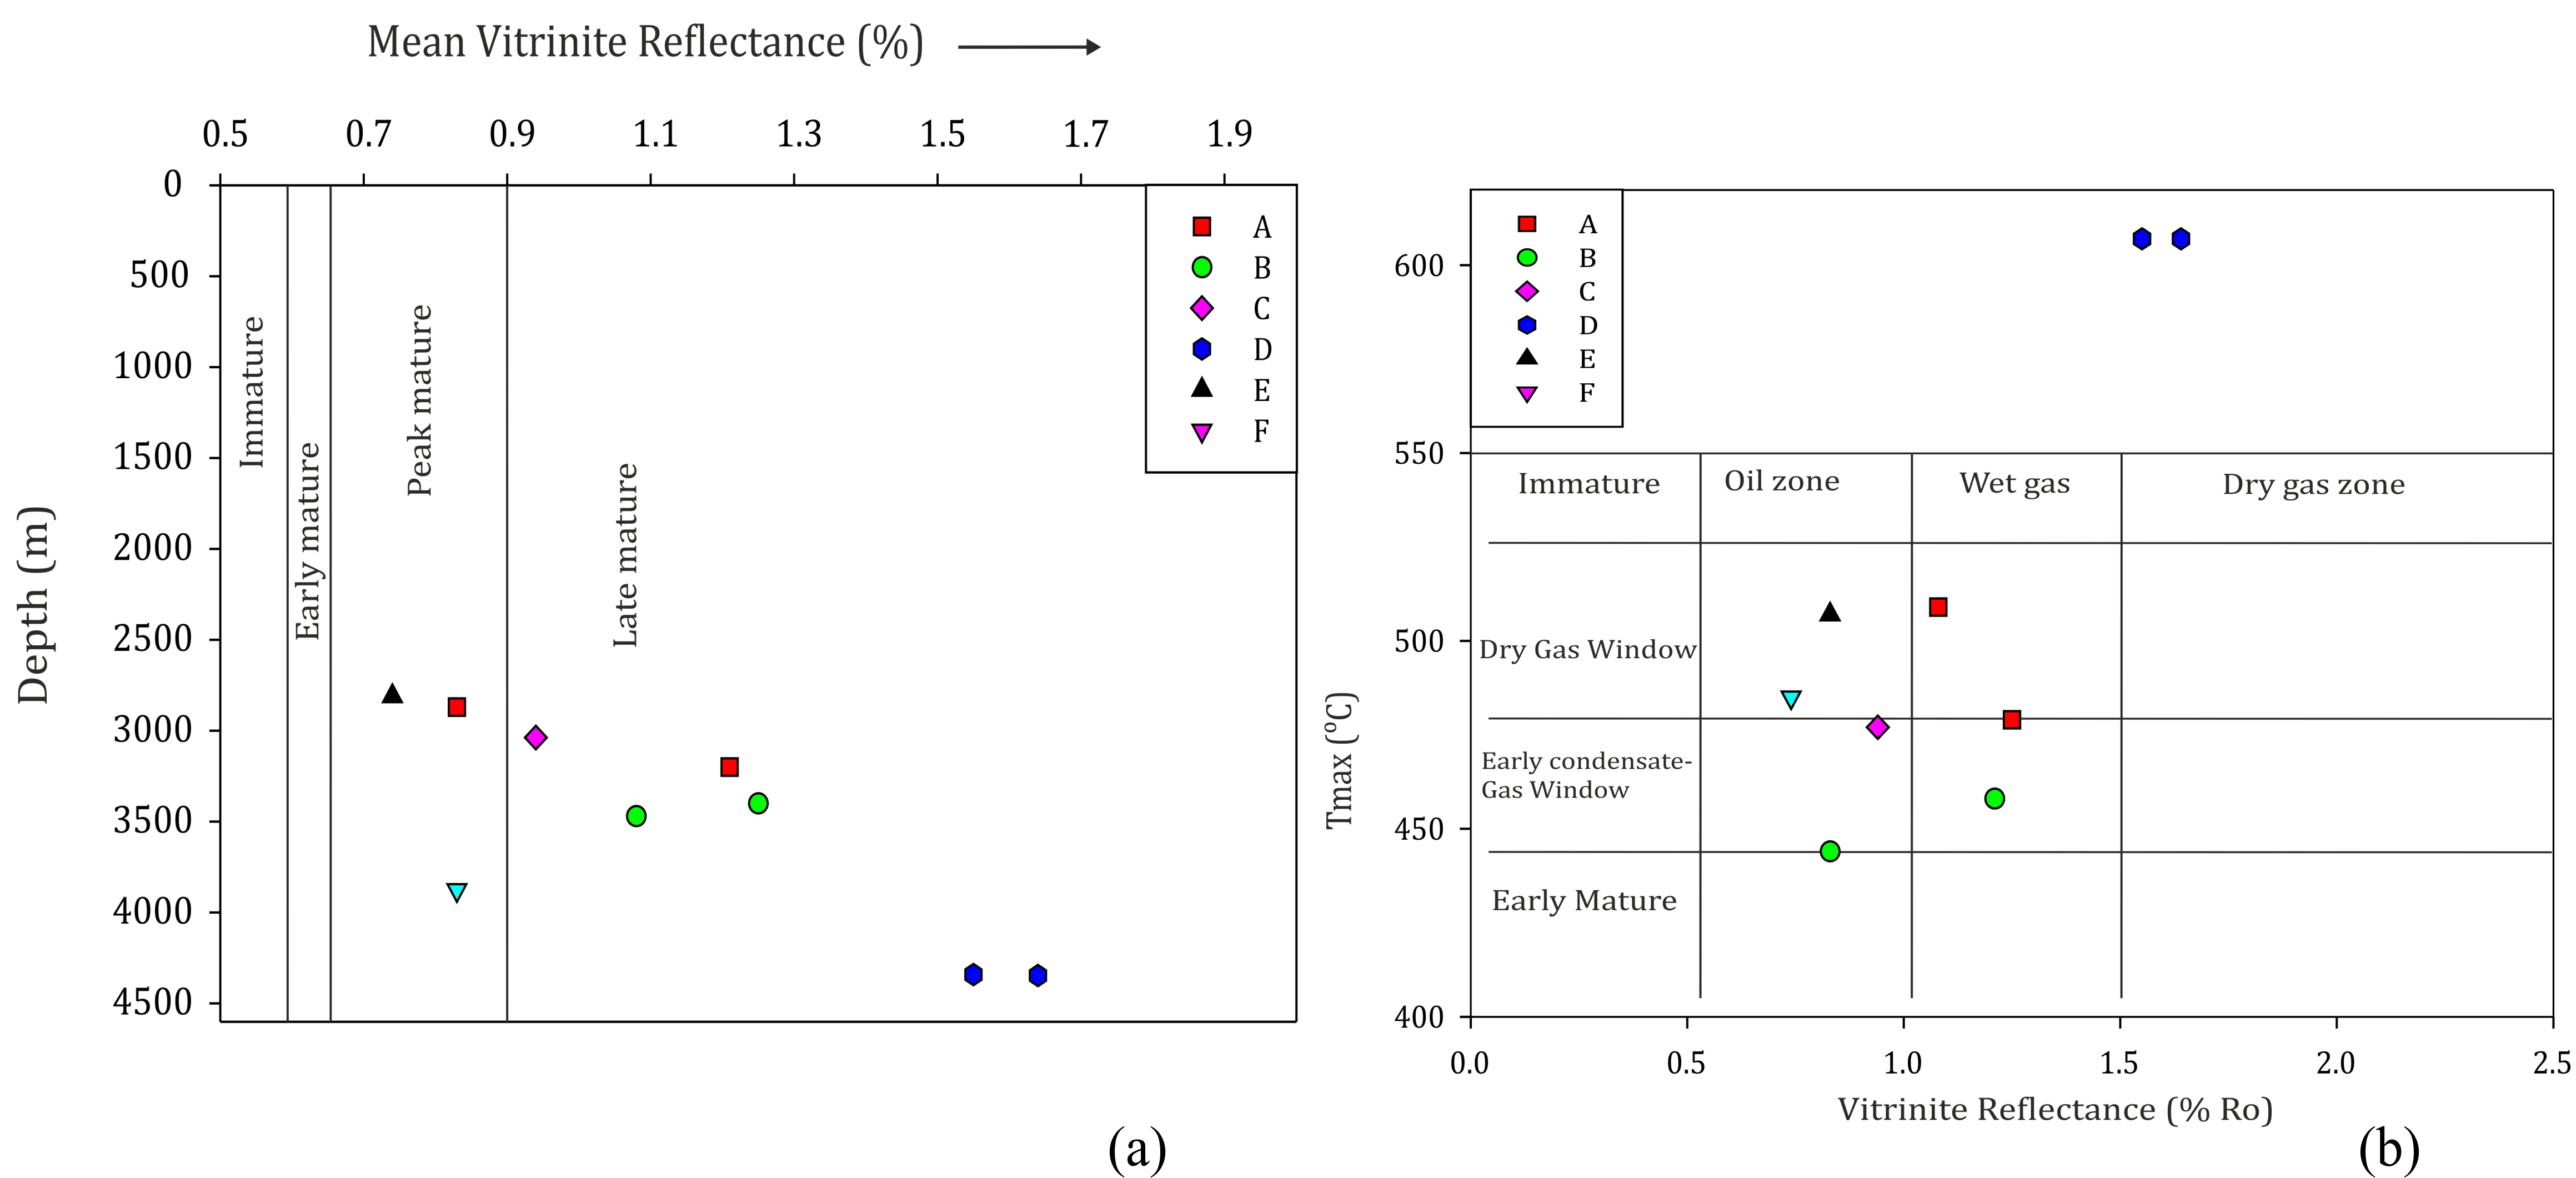 Mean Vitrinite Reflectance (%)
0.5 0.7 0.9 1.1 1.3 1.5 1.7 1.9
Depth (m)
0
500
1000
1500
2000
2500
3000
3500
4000
4500
Immature
Early mature
Peak mature
Late mature
A
B
C
D
E
F
(a)
Tmax (ºC)
600
550
500
450
400
A
B
C
D
E
F
Immature Oil zone Wet gas Dry gas zone
Dry Gas Window
Early condensate-
Gas Window
Early Mature
0.0 0.5 1.0 1.5 2.0 2.5
Vitrinite Reflectance (% Ro)
(b)